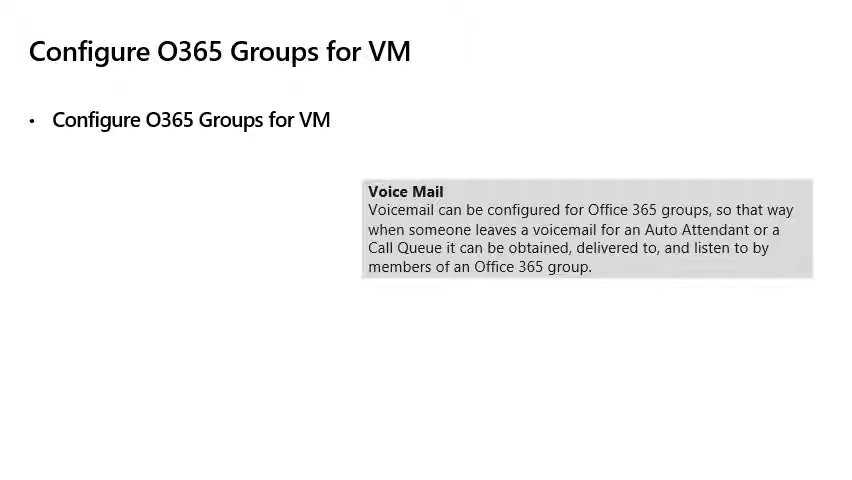 Configure O365 Groups for VM
• Configure O365 Groups for VM
Voice Mail
Voicemail can be configured for Office 365 groups, so that way
when someone leaves a voicemail for an Auto Attendant or a
Call Queue it can be obtained, delivered to, and listen to by
members of an Office 365 group.